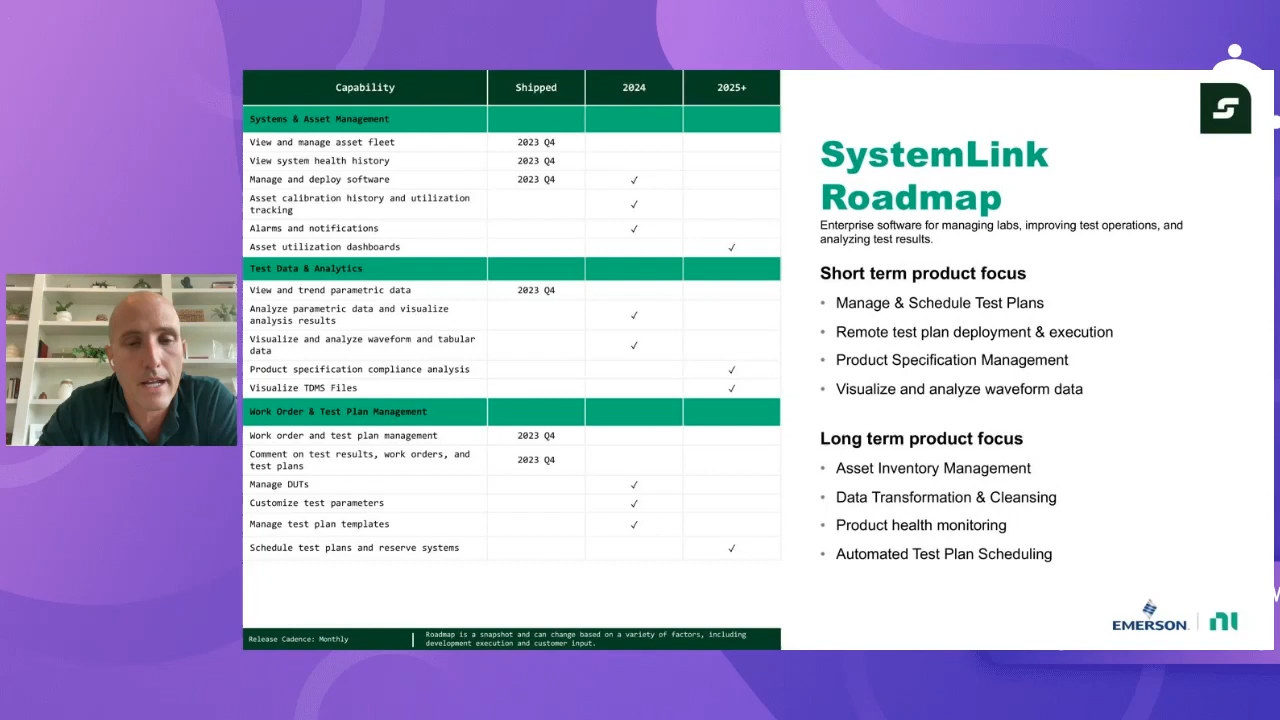 Capability Shipped 2024 2025+
Systems & Asset Management
View and manage asset fleet 2023 Q4
View system health history 2023 Q4
Manage and deploy software 2023 Q4 ✓
Asset calibration history and utilization
tracking ✓
Alarms and notifications ✓
Asset utilization dashboards ✓
Test Data & Analytics
View and trend parametric data 2023 Q4
Analyze parametric data and visualize
analysis results ✓
Visualize and analyze waveform and tabular
data ✓
Product specification compliance analysis ✓
Visualize TDMS Files ✓
Work Order & Test Plan Management
Work order and test plan management 2023 Q4
Comment on test results, work orders, and
test plans 2023 Q4
Manage DUTs ✓
Customize test parameters ✓
Manage test plan templates ✓
Schedule test plans and reserve systems ✓
Release Cadence: Monthly
Roadmap is a snapshot and can change based on a variety of factors, including
development execution and customer input.
SystemLink
Roadmap
Enterprise software for managing labs, improving test operations, and
analyzing test results.
Short term product focus
• Manage & Schedule Test Plans
• Remote test plan deployment & execution
• Product Specification Management
• Visualize and analyze waveform data
Long term product focus
• Asset Inventory Management
• Data Transformation & Cleansing
• Product health monitoring
• Automated Test Plan Scheduling
EMERSON | ni